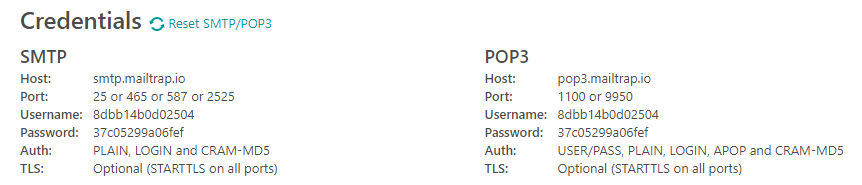 Credentials Reset SMTP/POP3
SMTP
Host: smtp.mailtrap.io
Port: 25 or 465 or 587 or 2525
Username: 8dbb14b0d02504
Password: 37c05299a06fef
Auth: PLAIN, LOGIN and CRAM-MD5
TLS: Optional (STARTTLS on all ports)
POP3
Host: pop3.mailtrap.io
Port: 1100 or 9950
Username: 8dbb14b0d02504
Password: 37c05299a06fef
Auth: USER/PASS, PLAIN, LOGIN, APOP and CRAM-MD5
TLS: Optional (STARTTLS on all ports)